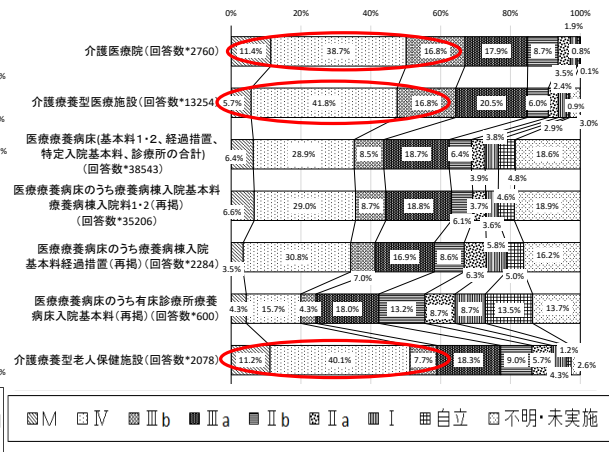 0% 20% 40% 60% 80% 100%
1.9%
介護医療院(回答数*2760) 11.4% 38.7% 16.8% 17.9% 8.7% 0.8%
3.5% 0.1%
2.4%
介護療養型医療施設(回答数*13254 5.7% 41.8% 16.8% 20.5% 6.0% 0.9%
2.9% 3.0%
医療療養病床(基本料1・2、経過措置、 3.8%
特定入院基本料、診療所の合計) 6.4% 28.9% 8.5% 18.7% 6.4% 18.6%
(回答数*38543)
3.9% 4.8%
医療療養病床のうち療養病棟入院基本料 4.6%
療養病棟入院料1・2(再掲) 29.0% 8.7% 18.8% 3.7% 18.9%
(回答数*35206) 6.6% 6.1% 3.6%
医療療養病床のうち療養病棟入院 5.8%
基本料経過措置(再掲)(回答数*2284) 30.8% 16.9% 8.6% 16.2%
3.5% 7.0% 6.3% 5.0%
医療療養病床のうち有床診療所療養
病床入院基本料(再掲)(回答数*600) 4.3% 15.7% 4.3% 18.0% 13.2% 8.7% 8.7% 13.5% 13.7%
1.2%
介護療養型老人保健施設(回答数*2078) 11.2% 40.1% 7.7% 18.3% 9.0% 5.7% 2.6%
4.3%
M Ⅳ Ⅲb Ⅲa Ⅱb Ⅱa Ⅰ 自立 不明・未実施